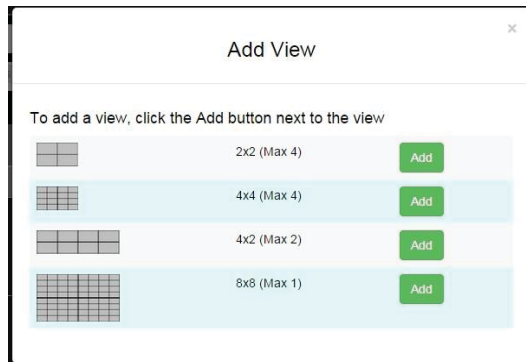 ×
Add View
To add a view, click the Add button next to the view
2x2 (Max 4) Add
4x4 (Max 4) Add
4x2 (Max 2) Add
8x8 (Max 1) Add